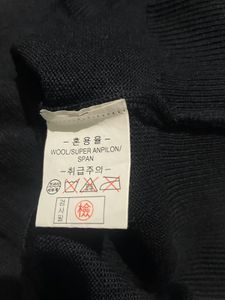 - 혼용율 -
WOOL/SUPER ANPILON/
SPAN
- 취급주의 -
검사필
檢